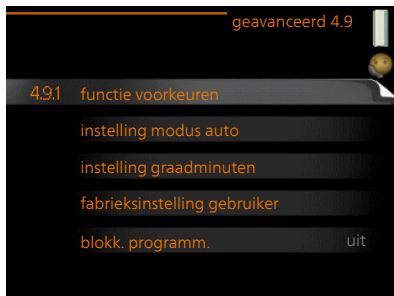 geavanceerd 4.9
4.9.1 functie voorkeuren
instelling modus auto
instelling graadminuten
fabrieksinstelling gebruiker
blokk. programm. uit